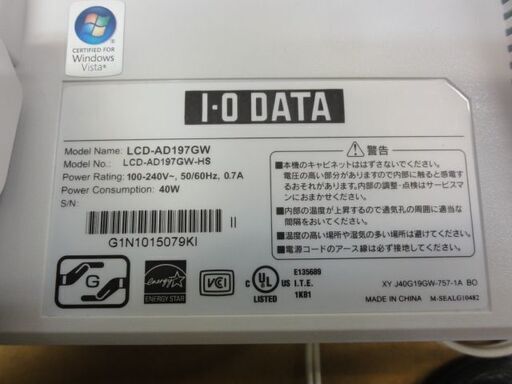 CERTIFIED FOR
Windows
Vista®
I·O DATA
Model Name: LCD-AD197GW
Model No.: LCD-AD197GW-HS
Power Rating: 100-240V~, 50/60Hz, 0.7A
Power Consumption: 40W
S/N:
G1N1015079KI
II
警告
■本機のキャビネットははずさないでください。
電圧の高い部分がありますので内部に触ると感電するおそれがあります。内部の調整・点検はサービスマンにおまかせください。
■内部の温度が上昇するので通気孔の周囲に適当な間隔をおいてください。
■温度の高い場所や湿気の多い場所は避けてください。
■電源コードのアース線は必ず接地してください。
G
energy
ENERGY STAR
VCCI
C UL US
LISTED
E135689
I.T.E.
1KB1
XY J40G19GW-757-1A BO
MADE IN CHINA M-SEALG10482